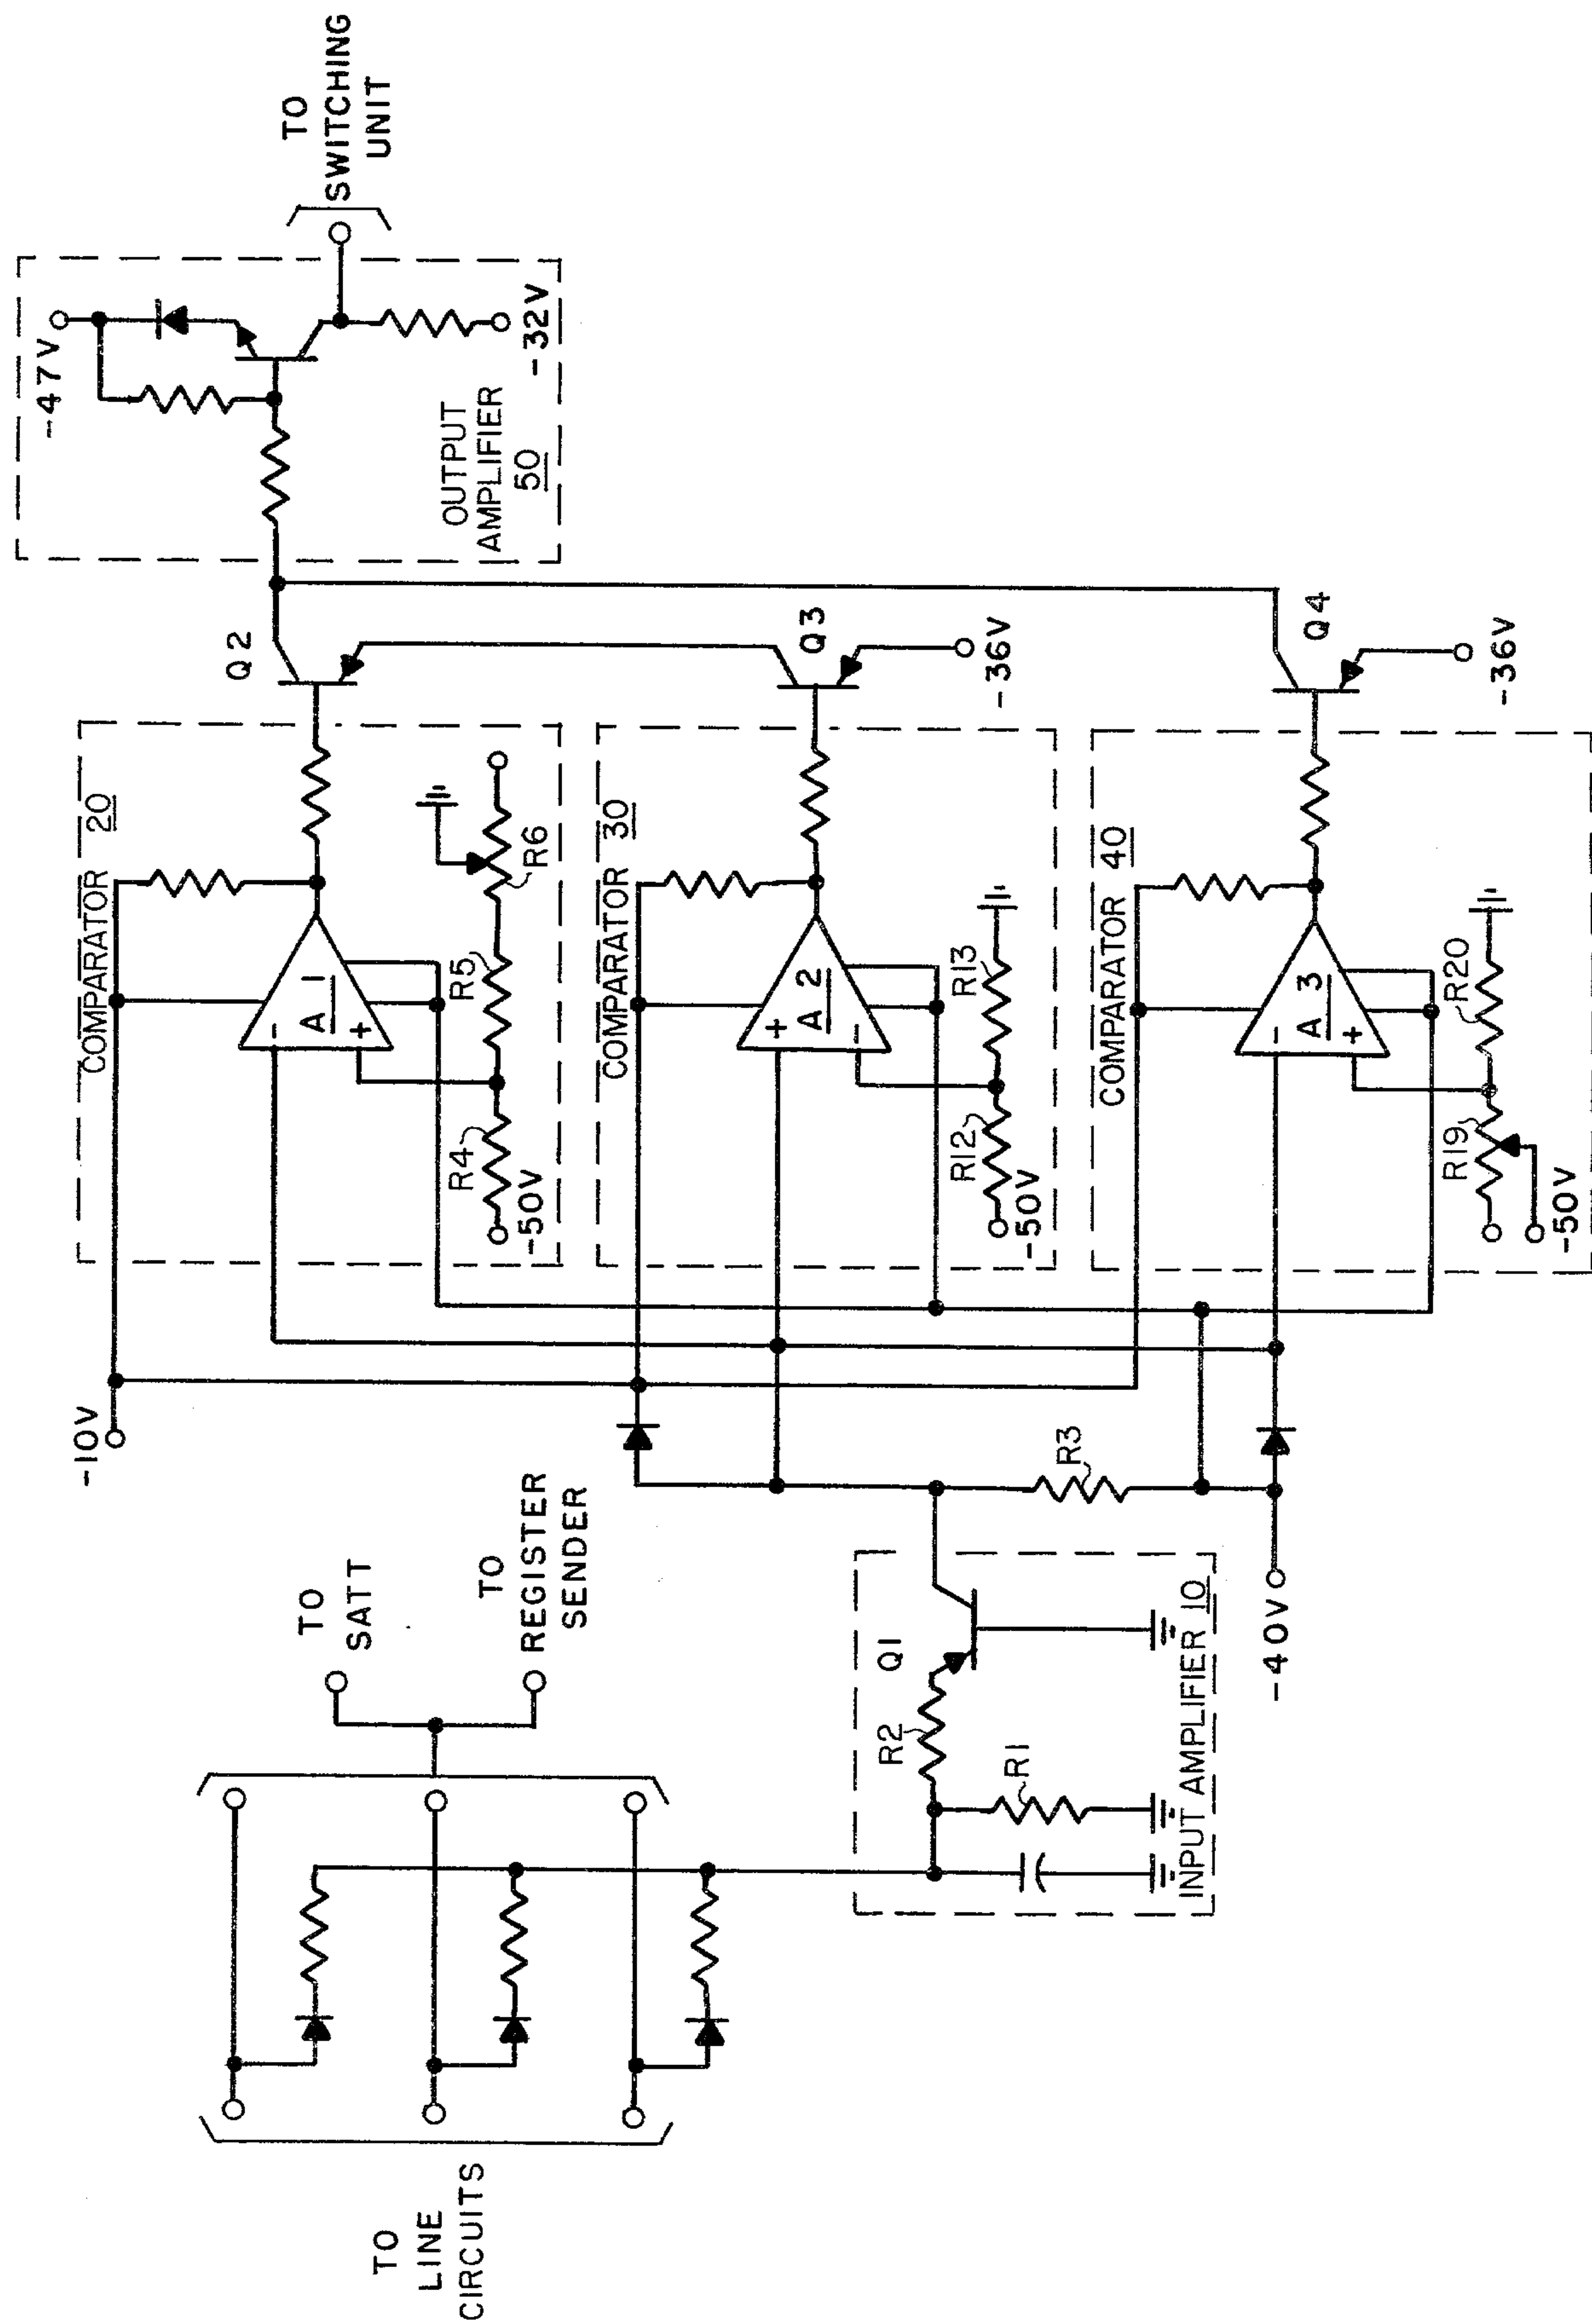 TO
LINE
CIRCUITS
TO
SATT
TO
REGISTER
SENDER
INPUT AMPLIFIER 10
Q1
R2
R1
R3
-10V
-40V
COMPARATOR 20
A 1
-
+
R4
R5
R6
-50V
COMPARATOR 30
A 2
+
-
R12
R13
-50V
COMPARATOR 40
A 3
-
+
R19
R20
-50V
Q2
Q3
-36V
Q4
-36V
OUTPUT
AMPLIFIER
50
-47V
-32V
TO
SWITCHING
UNIT